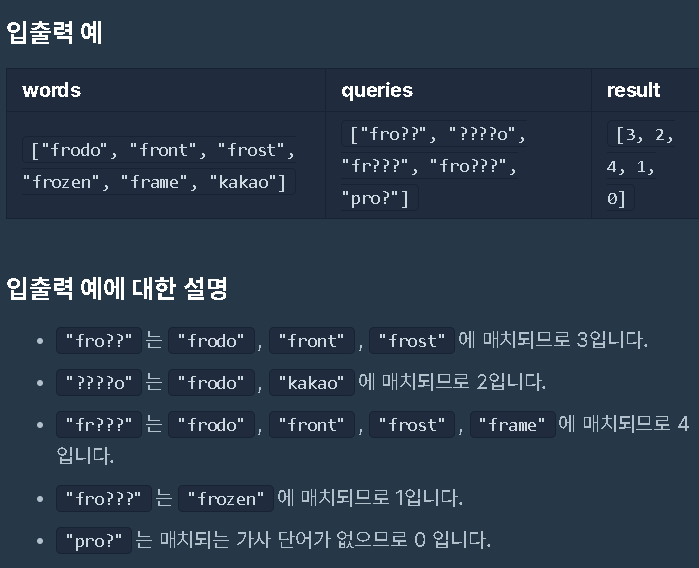 입출력 예
words queries result
["frodo", "front", "frost", "frozen", "frame", "kakao"] ["fro??", "????o", "fr???", "fro???", "pro?"] [3, 2, 4, 1, 0]
입출력 예에 대한 설명
"fro??"는 "frodo", "front", "frost"에 매치되므로 3입니다.
"????o"는 "frodo", "kakao"에 매치되므로 2입니다.
"fr???"는 "frodo", "front", "frost", "frame"에 매치되므로 4
입니다.
"fro???"는 "frozen"에 매치되므로 1입니다.
"pro?"는 매치되는 가사 단어가 없으므로 0 입니다.